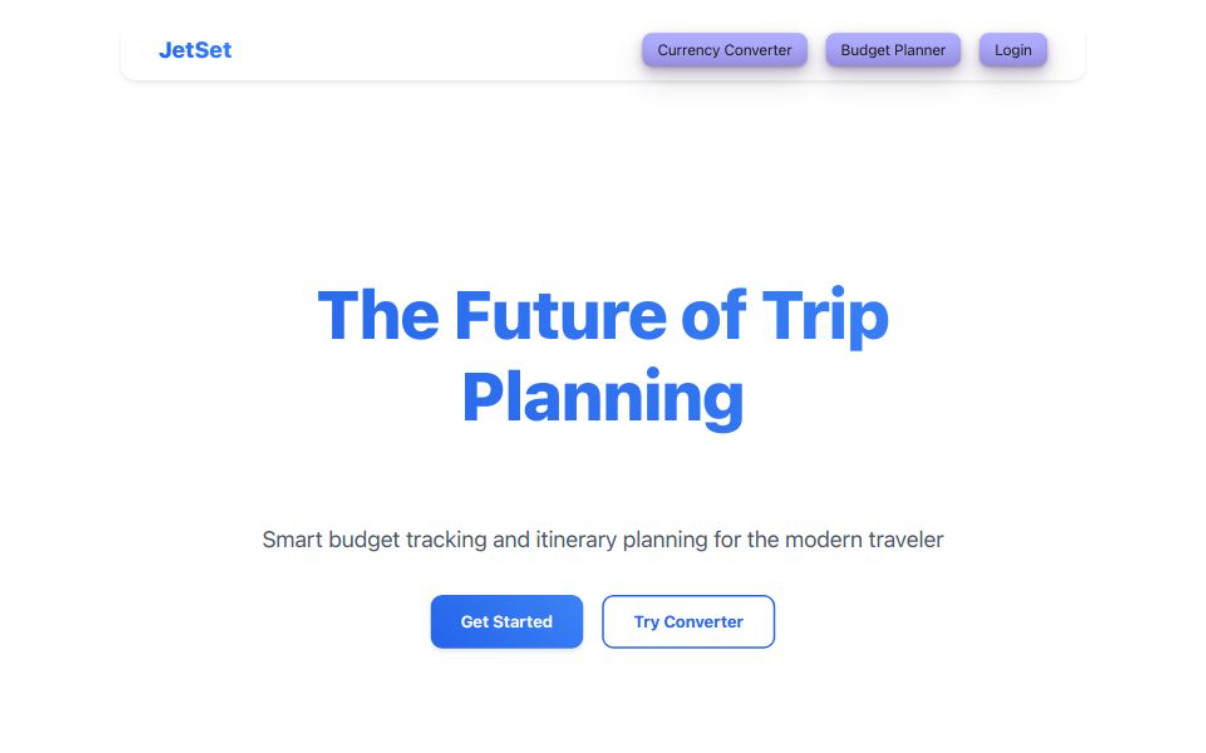 JetSet
Currency Converter
Budget Planner
Login
The Future of Trip
Planning
Smart budget tracking and itinerary planning for the modern traveler
Get Started
Try Converter